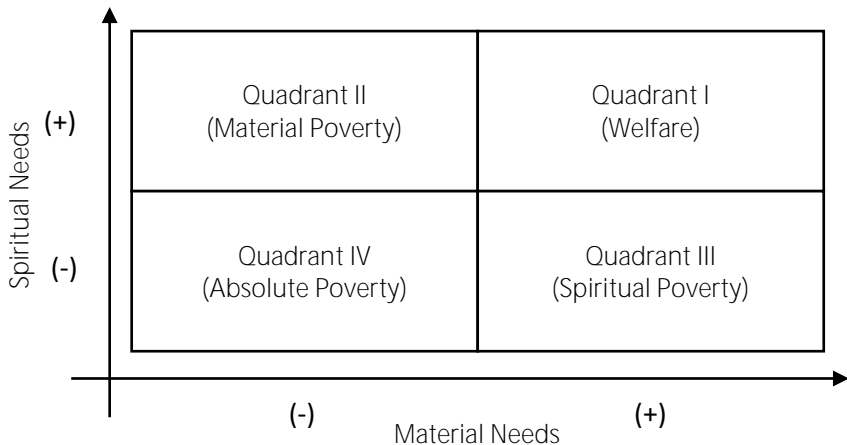 Quadrant II
(Material Poverty)
Quadrant I
(Welfare)
Spiritual Needs
(+)
(-)
Quadrant IV
(Absolute Poverty)
Quadrant III
(Spiritual Poverty)
(-)
(+)
Material Needs